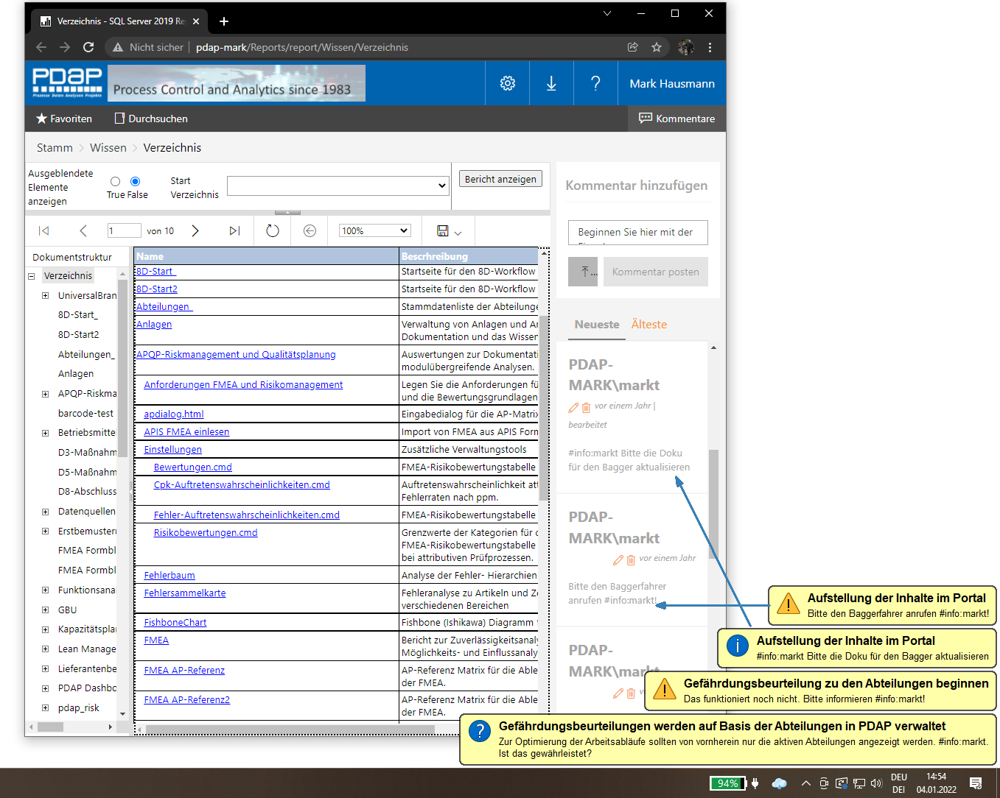 Verzeichnis - SQL Server 2019 Re
Nicht sicher
pdap-mark/Reports/report/Wissen/Verzeichnis
PDAP
Prozesse Daten Analysen Projekte
Process Control and Analytics since 1983
Mark Hausmann
Favoriten
Durchsuchen
Kommentare
Stamm > Wissen > Verzeichnis
Ausgeblendete
Elemente
anzeigen
True False
Start
Verzeichnis
Bericht anzeigen
1 von 10
100%
Dokumentstruktur
Verzeichnis
UniversalBran
8D-Start_
8D-Start2
Abteilungen_
Anlagen
APQP-Riskma
barcode-test
Betriebsmitte
D3-Maßnahm
D5-Maßnahm
D8-Abschluss
Datenquellen
Erstbemuster
FMEA Formbl
FMEA Formbl
Funktionsana
GBU
Kapazitätspla
Lean Manage
Lieferantenbe
PDAP Dashbo
pdap_risk
Name Bescrhreibung
8D-Start_ Startseite für den 8D-Workflow
8D-Start2 Startseite für den 8D-Workflow
Abteilungen_ Stammdatenliste der Abteilunge
Anlagen Verwaltung von Anlagen und A
Dokumentation und das Wissen
APQP-Riskmanagement und Qualitätsplanung Auswertungen zur Dokumentati
modulübergreifende Analysen.
Anforderungen FMEA und Risikomanagement Legen Sie die Anforderungen fü
und die Bewertungsgrundlagen
apdialog.html Eingabedialog für die AP-Matrix
APIS FMEA einlesen Import von FMEA aus APIS Form
Einstellungen Zusätzliche Verwaltungstools
Bewertungen.cmd FMEA-Risikobewertungstabelle
Cpk-Auftretenswahrscheinlichkeiten.cmd Auftretenswahrscheinlichkeit att
Fehlerraten nach ppm.
Fehler-Auftretenswahrscheinlichkeiten.cmd FMEA-Risikobewertungstabelle
Risikobewertungen.cmd Grenzwerte der Kategorien für d
FMEA-Risikobewertungstabelle
bei attributiven Prüfprozessen.
Fehlerbaum Analyse der Fehler- Hierarchien
Fehlersammelkarte Fehleranalyse zu Artikeln und Z
verschiedenen Bereichen
FishboneChart Fishbone (Ishikawa) Diagramm
FMEA Bericht zur Zuverlässigkeitsanaly
Möglichkeits- und Einflussanaly
FMEA AP-Referenz AP-Referenz Matrix für die Able
der FMEA.
FMEA AP-Referenz2 AP-Referenz Matrix für die Able
der FMEA.
Kommentar hinzufügen
Beginnen Sie hier mit der
...
Kommentar posten
Neueste Älteste
PDAP-
MARK\markt
vor einem Jahr |
bearbeitet
#info:markt Bitte die Doku
für den Bagger aktualisieren
PDAP-
MARK\markt
vor einem Jahr
Bitte den Baggerfahrer
anrufen #info:markt!
PDAP-
MARK\markt
Aufstellung der Inhalte im Portal
Bitte den Baggerfahrer anrufen #info:markt!
Aufstellung der Inhalte im Portal
#info:markt Bitte die Doku für den Bagger aktualisieren
Gefährdungsbeurteilung zu den Abteilungen beginnen
Das funktioniert noch nicht. Bitte informieren #info:markt!
Gefährdungsbeurteilungen werden auf Basis der Abteilungen in PDAP verwaltet
Zur Optimierung der Arbeitsabläufe sollten von vornherein nur die aktiven Abteilungen angezeigt werden. #info:markt.
Ist das gewährleistet?
94%
DEU
DEI
14:54
04.01.2022